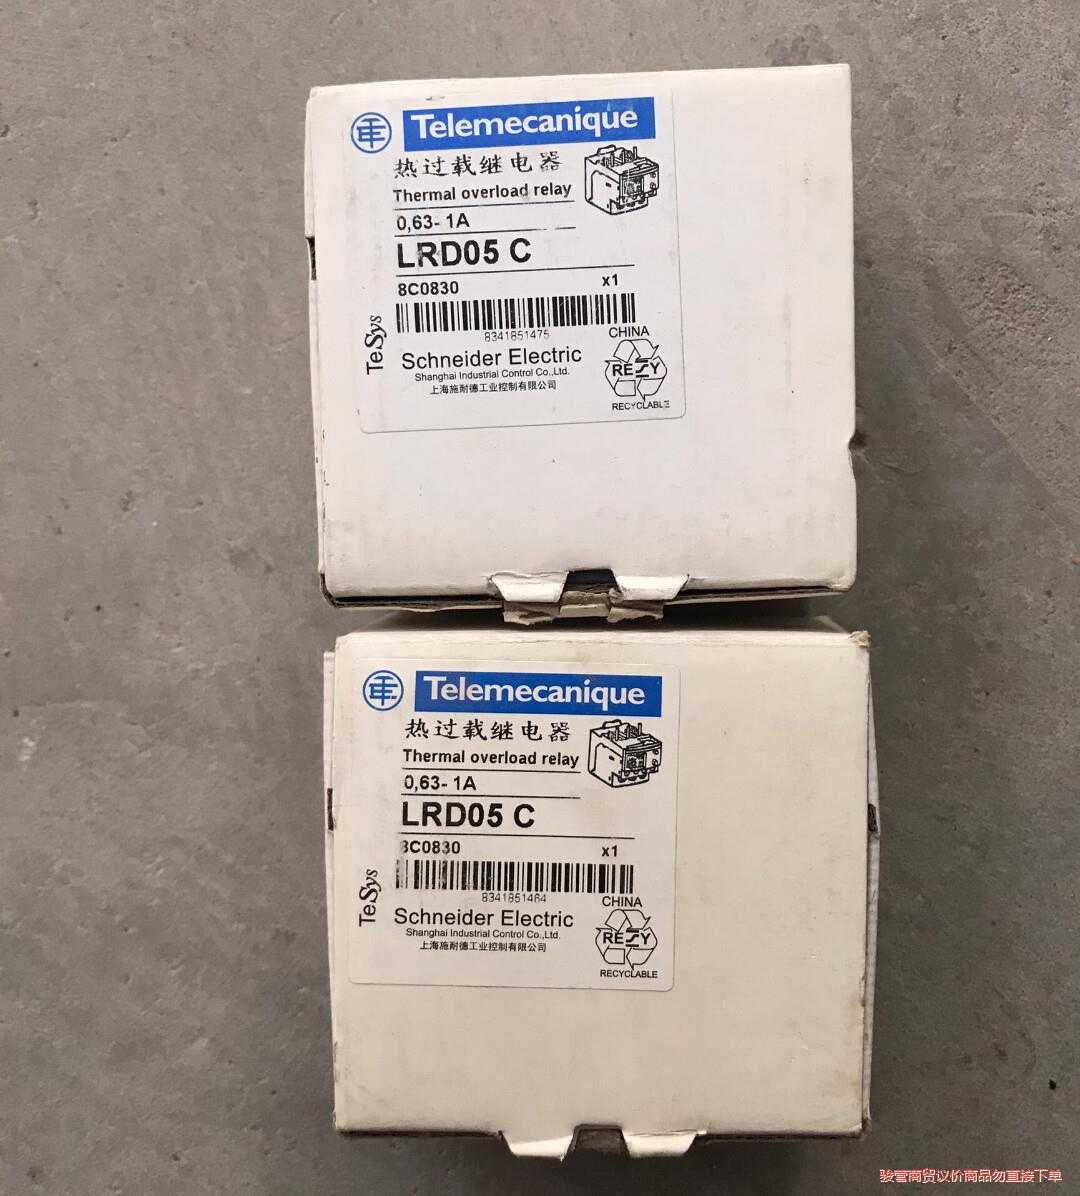 Telemecanique
热过载继电器
Thermal overload relay
0,63- 1A
LRD05 C
8C0830 x1
8341851475
TeSys
CHINA
Schneider Electric
Shanghai Industrial Control Co.,Ltd.
上海施耐德工业控制有限公司
RESY
RECYCLABLE
Telemecanique
热过载继电器
Thermal overload relay
0,63- 1A
LRD05 C
8C0830 x1
8341851464
TeSys
CHINA
Schneider Electric
Shanghai Industrial Control Co.,Ltd.
上海施耐德工业控制有限公司
RESY
RECYCLABLE
骏营商贸议价商品勿直接下单